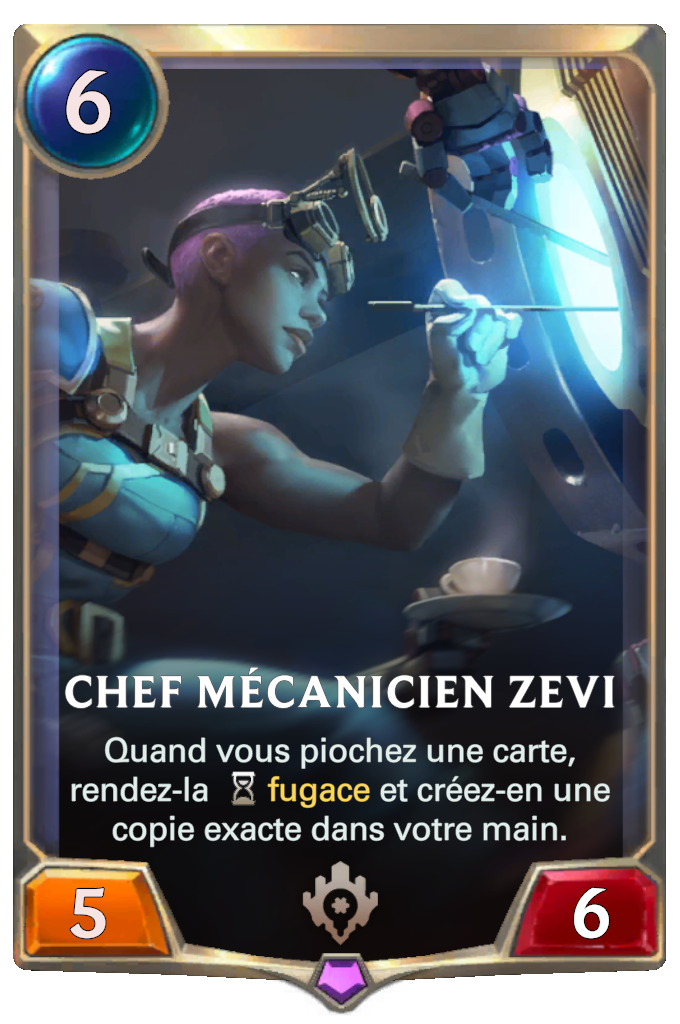 6
CHEF MÉCANICIEN ZEVI
Quand vous piochez une carte,
rendez-la fugace et créez-en une
copie exacte dans votre main.
5
6